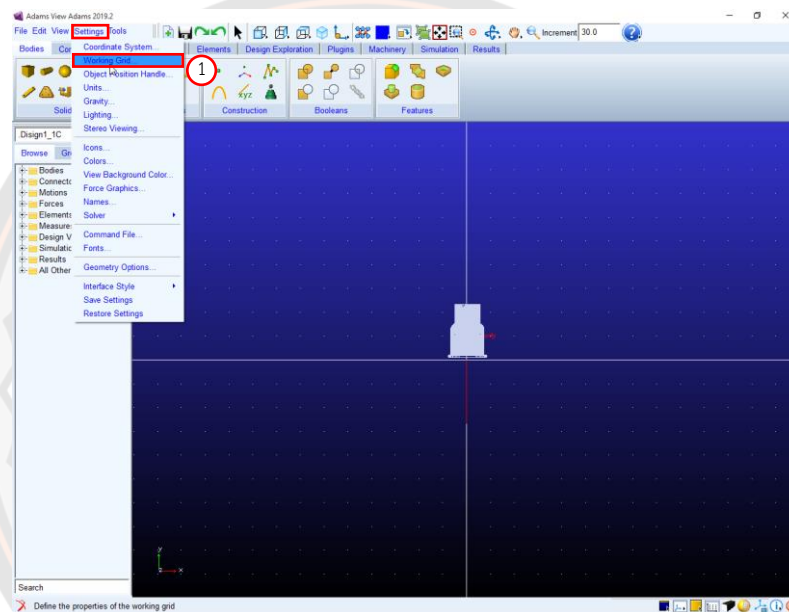 Adams View Adams 2019.2
File Edit View Settings Tools
Increment 30.0
Bodies Elements Design Exploration Plugins Machinery Simulation Results
Coordinate System...
Working Grid...
1
Object Position Handle...
Units...
Gravity...
Lighting...
Stereo Viewing...
Icons...
Colors...
View Background Color...
Force Graphics...
Names...
Solver
Command File...
Fonts...
Geometry Options...
Interface Style
Save Settings
Restore Settings
Construction Booleans Features
Disign1_1C
Browse
Bodies
Motions
Forces
Elements
Results
All Other
y
x
Search
Define the properties of the working grid